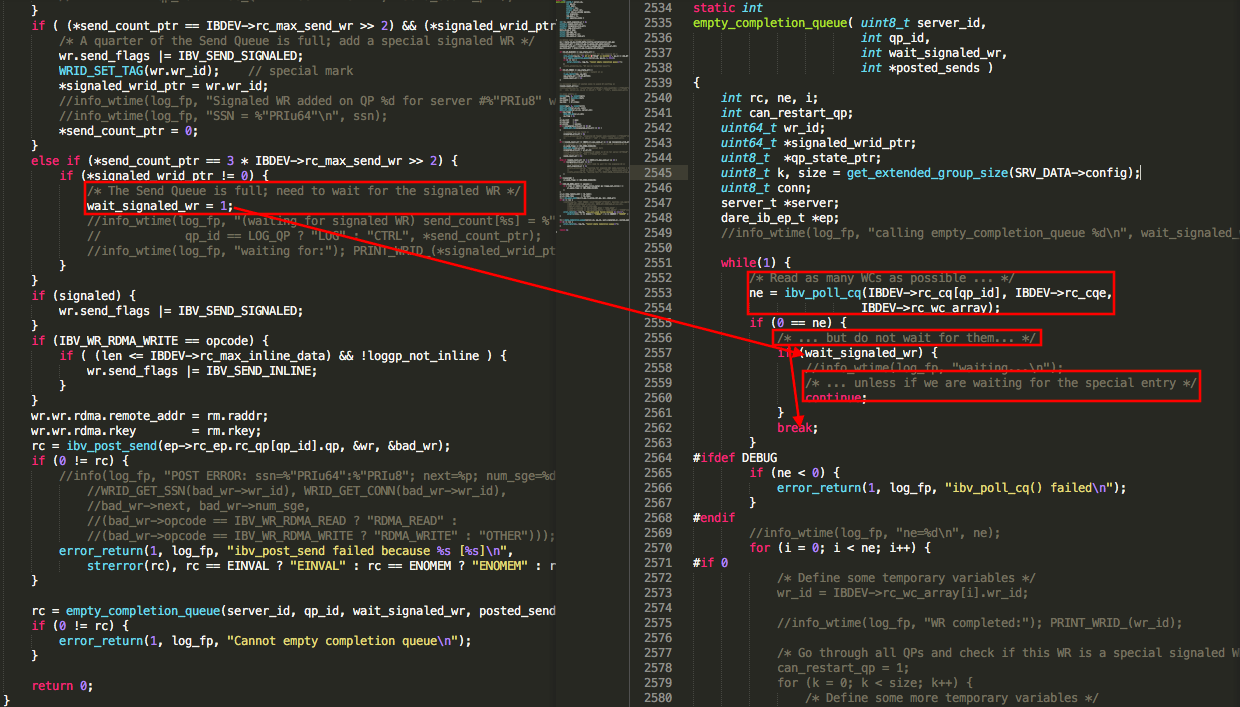 }
if ( (*send_count_ptr == IBDEV->rc_max_send_wr >> 2) && (*signaled_wrid_ptr
/* A quarter of the Send Queue is full; add a special signaled WR */
wr.send_flags |= IBV_SEND_SIGNALED;
WRID_SET_TAG(wr.wr_id);    // special mark
*signaled_wrid_ptr = wr.wr_id;
//info_wtime(log_fp, "Signaled WR added on QP %d for server #%"PRIu8" w
//info_wtime(log_fp, "SSN = %"PRIu64"\n", ssn);
*send_count_ptr = 0;
}
else if (*send_count_ptr == 3 * IBDEV->rc_max_send_wr >> 2) {
if (*signaled_wrid_ptr != 0) {
/* The Send Queue is full; need to wait for the signaled WR */
wait_signaled_wr = 1;
//info_wtime(log_fp, "(waiting for signaled WR) send_count[%s] = %"
//          qp_id == LOG_QP ? "LOG" : "CTRL", *send_count_ptr);
//info_wtime(log_fp, "waiting for:"); PRINT_WRID_(*signaled_wrid_pt
}
}
if (signaled) {
wr.send_flags |= IBV_SEND_SIGNALED;
}
if (IBV_WR_RDMA_WRITE == opcode) {
if ( (len <= IBDEV->rc_max_inline_data) && !loggp_not_inline ) {
wr.send_flags |= IBV_SEND_INLINE;
}
}
wr.wr.rdma.remote_addr = rm.raddr;
wr.wr.rdma.rkey        = rm.rkey;
rc = ibv_post_send(ep->rc_ep.rc_qp[qp_id].qp, &wr, &bad_wr);
if (0 != rc) {
//info(log_fp, "POST ERROR: ssn=%"PRIu64":%"PRIu8"; next=%p; num_sge=%d
//WRID_GET_SSN(bad_wr->wr_id), WRID_GET_CONN(bad_wr->wr_id),
//bad_wr->next, bad_wr->num_sge,
//(bad_wr->opcode == IBV_WR_RDMA_READ ? "RDMA_READ" :
//(bad_wr->opcode == IBV_WR_RDMA_WRITE ? "RDMA_WRITE" : "OTHER")));
error_return(1, log_fp, "ibv_post_send failed because %s [%s]\n",
strerror(rc), rc == EINVAL ? "EINVAL" : rc == ENOMEM ? "ENOMEM" : r
}
rc = empty_completion_queue(server_id, qp_id, wait_signaled_wr, posted_send
if (0 != rc) {
error_return(1, log_fp, "Cannot empty completion queue\n");
}
return 0;
}
2534 static int
2535 empty_completion_queue( uint8_t server_id,
2536 int qp_id,
2537 int wait_signaled_wr,
2538 int *posted_sends )
2539 {
2540 int rc, ne, i;
2541 int can_restart_qp;
2542 uint64_t wr_id;
2543 uint64_t *signaled_wrid_ptr;
2544 uint8_t  *qp_state_ptr;
2545 uint8_t k, size = get_extended_group_size(SRV_DATA->config);
2546 uint8_t conn;
2547 server_t *server;
2548 dare_ib_ep_t *ep;
2549 //info_wtime(log_fp, "calling empty_completion_queue %d\n", wait_signaled_
2550
2551 while(1) {
2552 /* Read as many WCs as possible ... */
2553 ne = ibv_poll_cq(IBDEV->rc_cq[qp_id], IBDEV->rc_cqe,
2554 IBDEV->rc_wc_array);
2555 if (0 == ne) {
2556 /* ... but do not wait for them... */
2557 if (wait_signaled_wr) {
2558 //info_wtime(log_fp, "waiting...\n");
2559 /* ... unless if we are waiting for the special entry */
2560 continue;
2561 }
2562 break;
2563 }
2564 #ifdef DEBUG
2565 if (ne < 0) {
2566 error_return(1, log_fp, "ibv_poll_cq() failed\n");
2567 }
2568 #endif
2569 //info_wtime(log_fp, "ne=%d\n", ne);
2570 for (i = 0; i < ne; i++) {
2571 #if 0
2572 /* Define some temporary variables */
2573 wr_id = IBDEV->rc_wc_array[i].wr_id;
2574
2575 //info_wtime(log_fp, "WR completed:"); PRINT_WRID_(wr_id);
2576
2577 /* Go through all QPs and check if this WR is a special signaled W
2578 can_restart_qp = 1;
2579 for (k = 0; k < size; k++) {
2580 /* Define some more temporary variables */